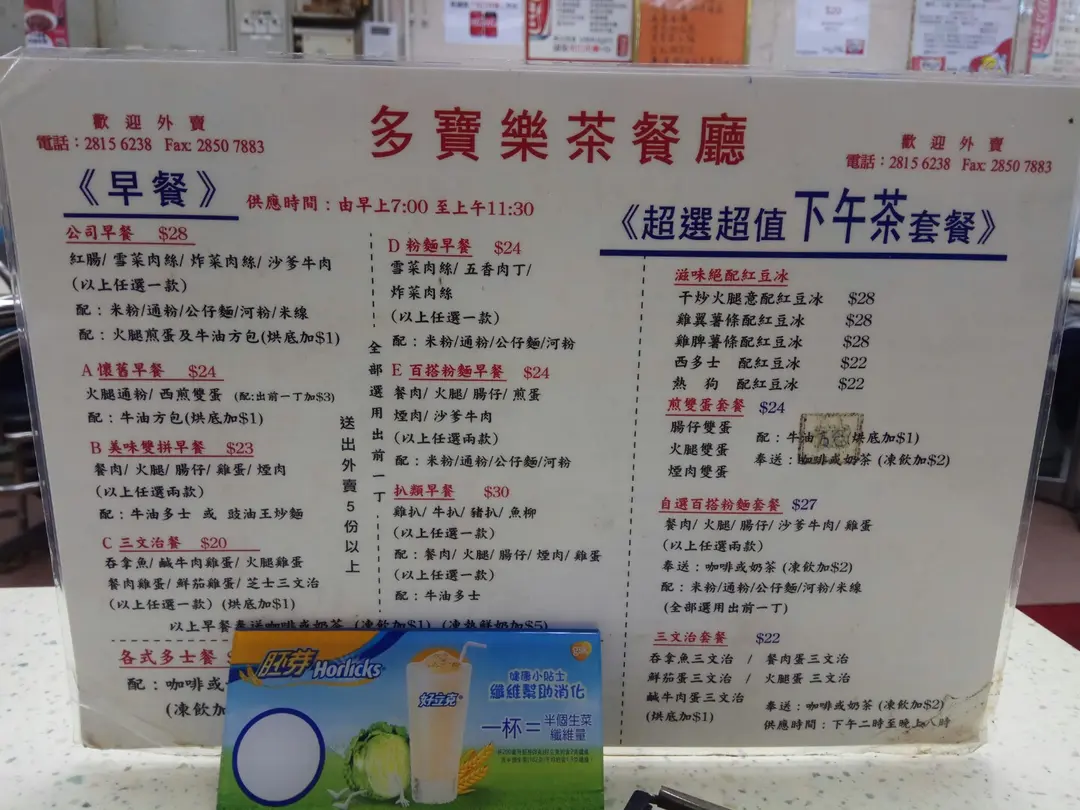 多寶樂茶餐廳
歡迎外賣
電話：2815 6238 Fax: 2850 7883
歡迎外賣
電話：2815 6238 Fax: 2850 7883
《早餐》
供應時間：由早上7:00 至上午11:30
公司早餐 $28
紅腸/ 雪菜肉絲/ 炸菜肉絲/ 沙爹牛肉
（以上任選一款）
配：米粉/通粉/公仔麵/河粉/米線
配：火腿煎蛋及牛油方包(烘底加$1)
A 懷舊早餐 $24
火腿通粉/ 西煎雙蛋 (配:出前一丁加$3)
配：牛油方包(烘底加$1)
B 美味雙拼早餐 $23
餐肉/ 火腿/ 腸仔/ 雞蛋/ 煙肉
（以上任選兩款）
配：牛油多士 或 豉油王炒麵
C 三文治餐 $20
吞拿魚/ 鹹牛肉雞蛋/ 火腿雞蛋
餐肉雞蛋/ 鮮茄雞蛋/ 芝士三文治
（以上任選一款）(烘底加$1)
以上早餐奉送咖啡或奶茶 (凍飲加$1) (凍熱鮮奶加$5)
各式多士餐
配：咖啡或
(凍飲加
送出外賣5份以上
全部選用出前一丁
D 粉麵早餐 $24
雪菜肉絲/ 五香肉丁/
炸菜肉絲
（以上任選一款）
配：米粉/通粉/公仔麵/河粉
E 百搭粉麵早餐 $24
餐肉/ 火腿/ 腸仔/ 煎蛋
煙肉/ 沙爹牛肉
（以上任選兩款）
配：米粉/通粉/公仔麵/河粉
扒類早餐 $30
雞扒/ 牛扒/ 豬扒/ 魚柳
（以上任選一款）
配：餐肉/ 火腿/ 腸仔/ 煙肉/ 雞蛋
（以上任選一款）
配：牛油多士
《超選超值下午茶套餐》
滋味絕配紅豆冰
干炒火腿意配紅豆冰 $28
雞翼薯條配紅豆冰 $28
雞脾薯條配紅豆冰 $28
西多士 配紅豆冰 $22
熱 狗 配紅豆冰 $22
煎雙蛋套餐 $24
腸仔雙蛋
火腿雙蛋
煙肉雙蛋
配：牛油方包(烘底加$1)
奉送：咖啡或奶茶 (凍飲加$2)
自選百搭粉麵套餐 $27
餐肉/ 火腿/ 腸仔/ 沙爹牛肉/ 雞蛋
（以上任選兩款）
奉送：咖啡或奶茶 (凍飲加$2)
配：米粉/通粉/公仔麵/河粉/米線
(全部選用出前一丁)
三文治套餐 $22
吞拿魚三文治 / 餐肉蛋三文治
鮮茄蛋三文治 / 火腿蛋 三文治
鹹牛肉蛋三文治
(烘底加$1)
奉送：咖啡或奶茶 (凍飲加$2)
供應時間：下午二時至晚上八時
胚芽 Horlicks
好立克
健康小貼士
纖維幫助消化
一杯=半個生菜
纖維量